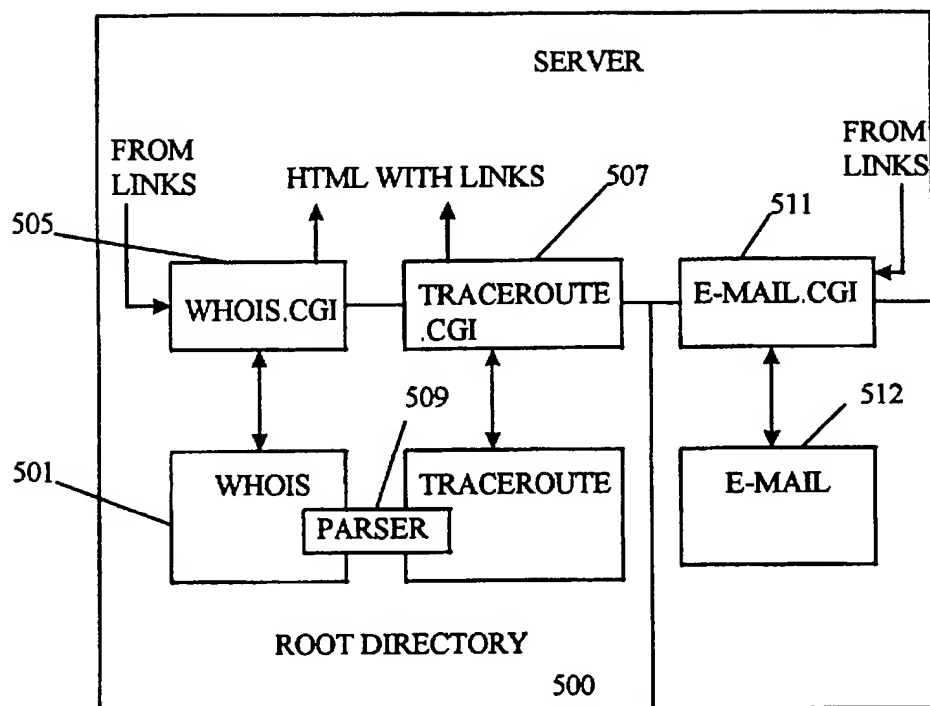 SERVER
FROM
LINKS
HTML WITH LINKS
507
FROM
LINKS
505
511
WHOIS.CGI
TRACEROUTE
.CGI
E-MAIL.CGI
509
512
501
WHOIS
TRACEROUTE
E-MAIL
PARSER
ROOT DIRECTORY
500